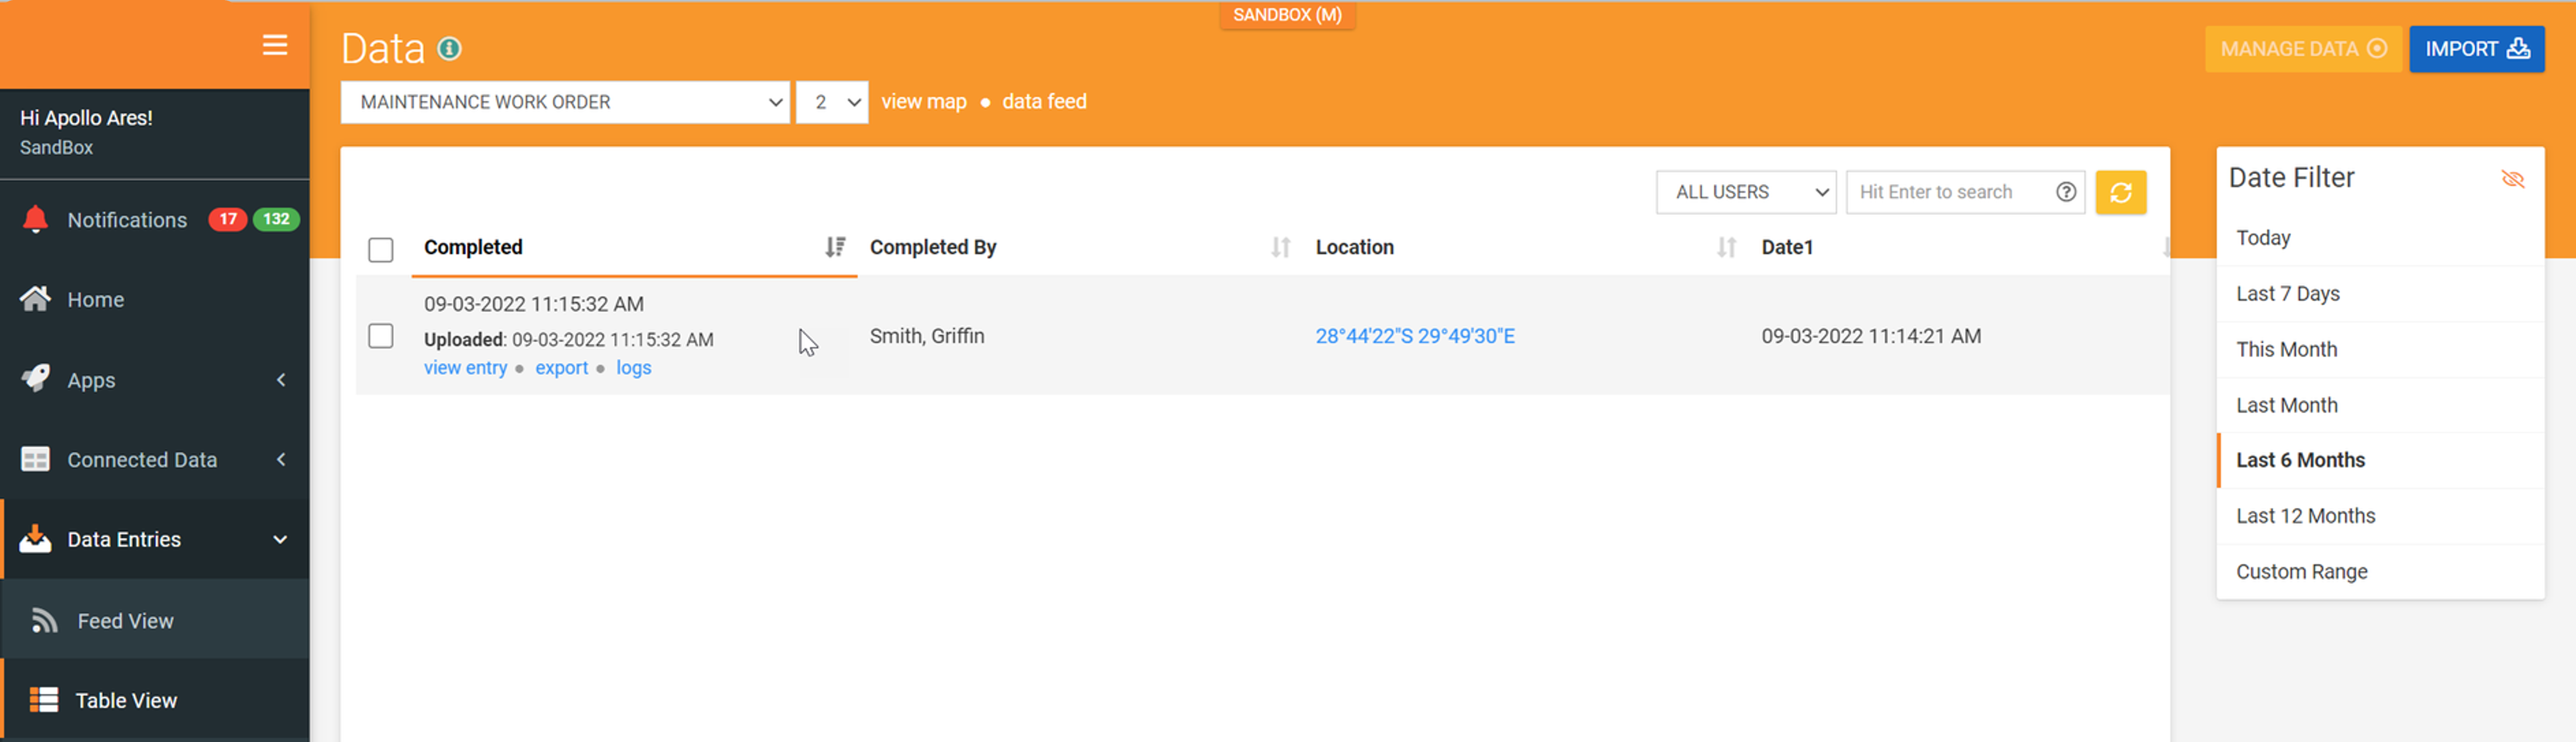 SANDBOX (M)
Data
MANAGE DATA
IMPORT
MAINTENANCE WORK ORDER
2
view map • data feed
Hi Apollo Ares!
SandBox
Notifications 17 132
Home
Apps
Connected Data
Data Entries
Feed View
Table View
ALL USERS
Hit Enter to search
Completed Completed By Location Date1
09-03-2022 11:15:32 AM
Uploaded: 09-03-2022 11:15:32 AM
view entry • export • logs
Smith, Griffin
28°44'22"S 29°49'30"E
09-03-2022 11:14:21 AM
Date Filter
Today
Last 7 Days
This Month
Last Month
Last 6 Months
Last 12 Months
Custom Range